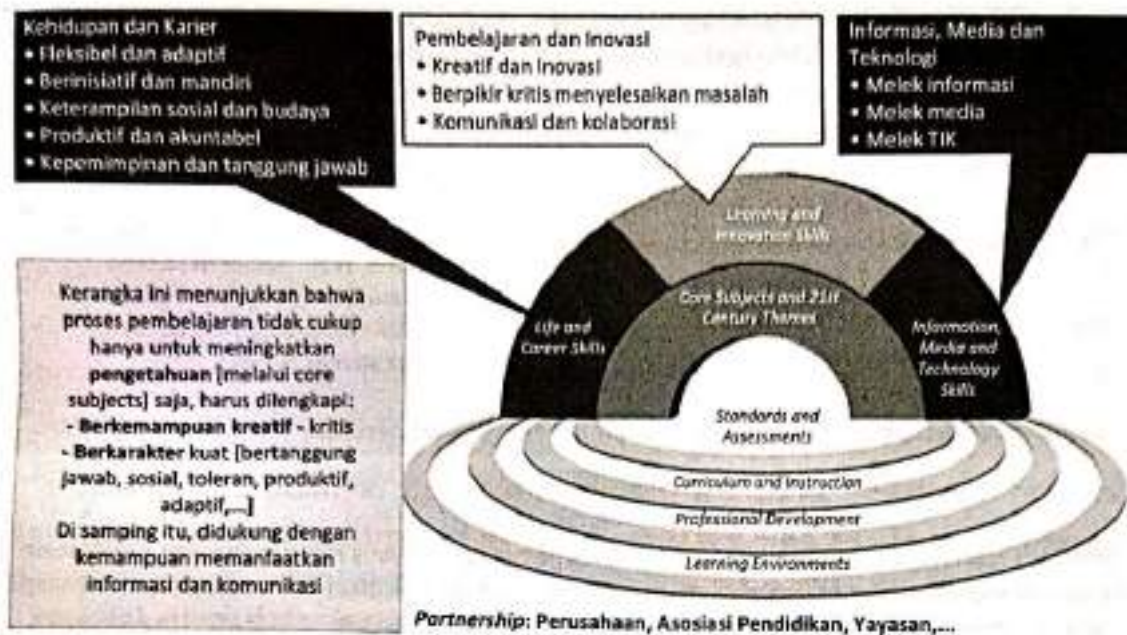 Kehidupan dan Karier
• Fleksibel dan adaptif
• Berinisiatif dan mandiri
• Keterampilan sosial dan budaya
• Produktif dan akuntabel
• Kepemimpinan dan tanggung jawab
Pembelajaran dan Inovasi
• Kreatif dan Inovasi
• Berpikir kritis menyelesaikan masalah
• Komunikasi dan kolaborasi
Informasi, Media dan
Teknologi
• Melek informasi
• Melek media
• Melek TIK
Learning and
Innovation Skills
Core Subjects and 21st
Century Themes
Life and
Career Skills
Information,
Media and
Technology
Skills
Standards and
Assessments
Curriculum and Instruction
Professional Development
Learning Environments
Kerangka ini menunjukkan bahwa
proses pembelajaran tidak cukup
hanya untuk meningkatkan
pengetahuan [melalui core
subjects] saja, harus dilengkapi:
- Berkemampuan kreatif - kritis
- Berkarakter kuat [bertanggung
jawab, sosial, toleran, produktif,
adaptif,...]
Di samping itu, didukung dengan
kemampuan memanfaatkan
informasi dan komunikasi
Partnership: Perusahaan, Asosiasi Pendidikan, Yayasan,...